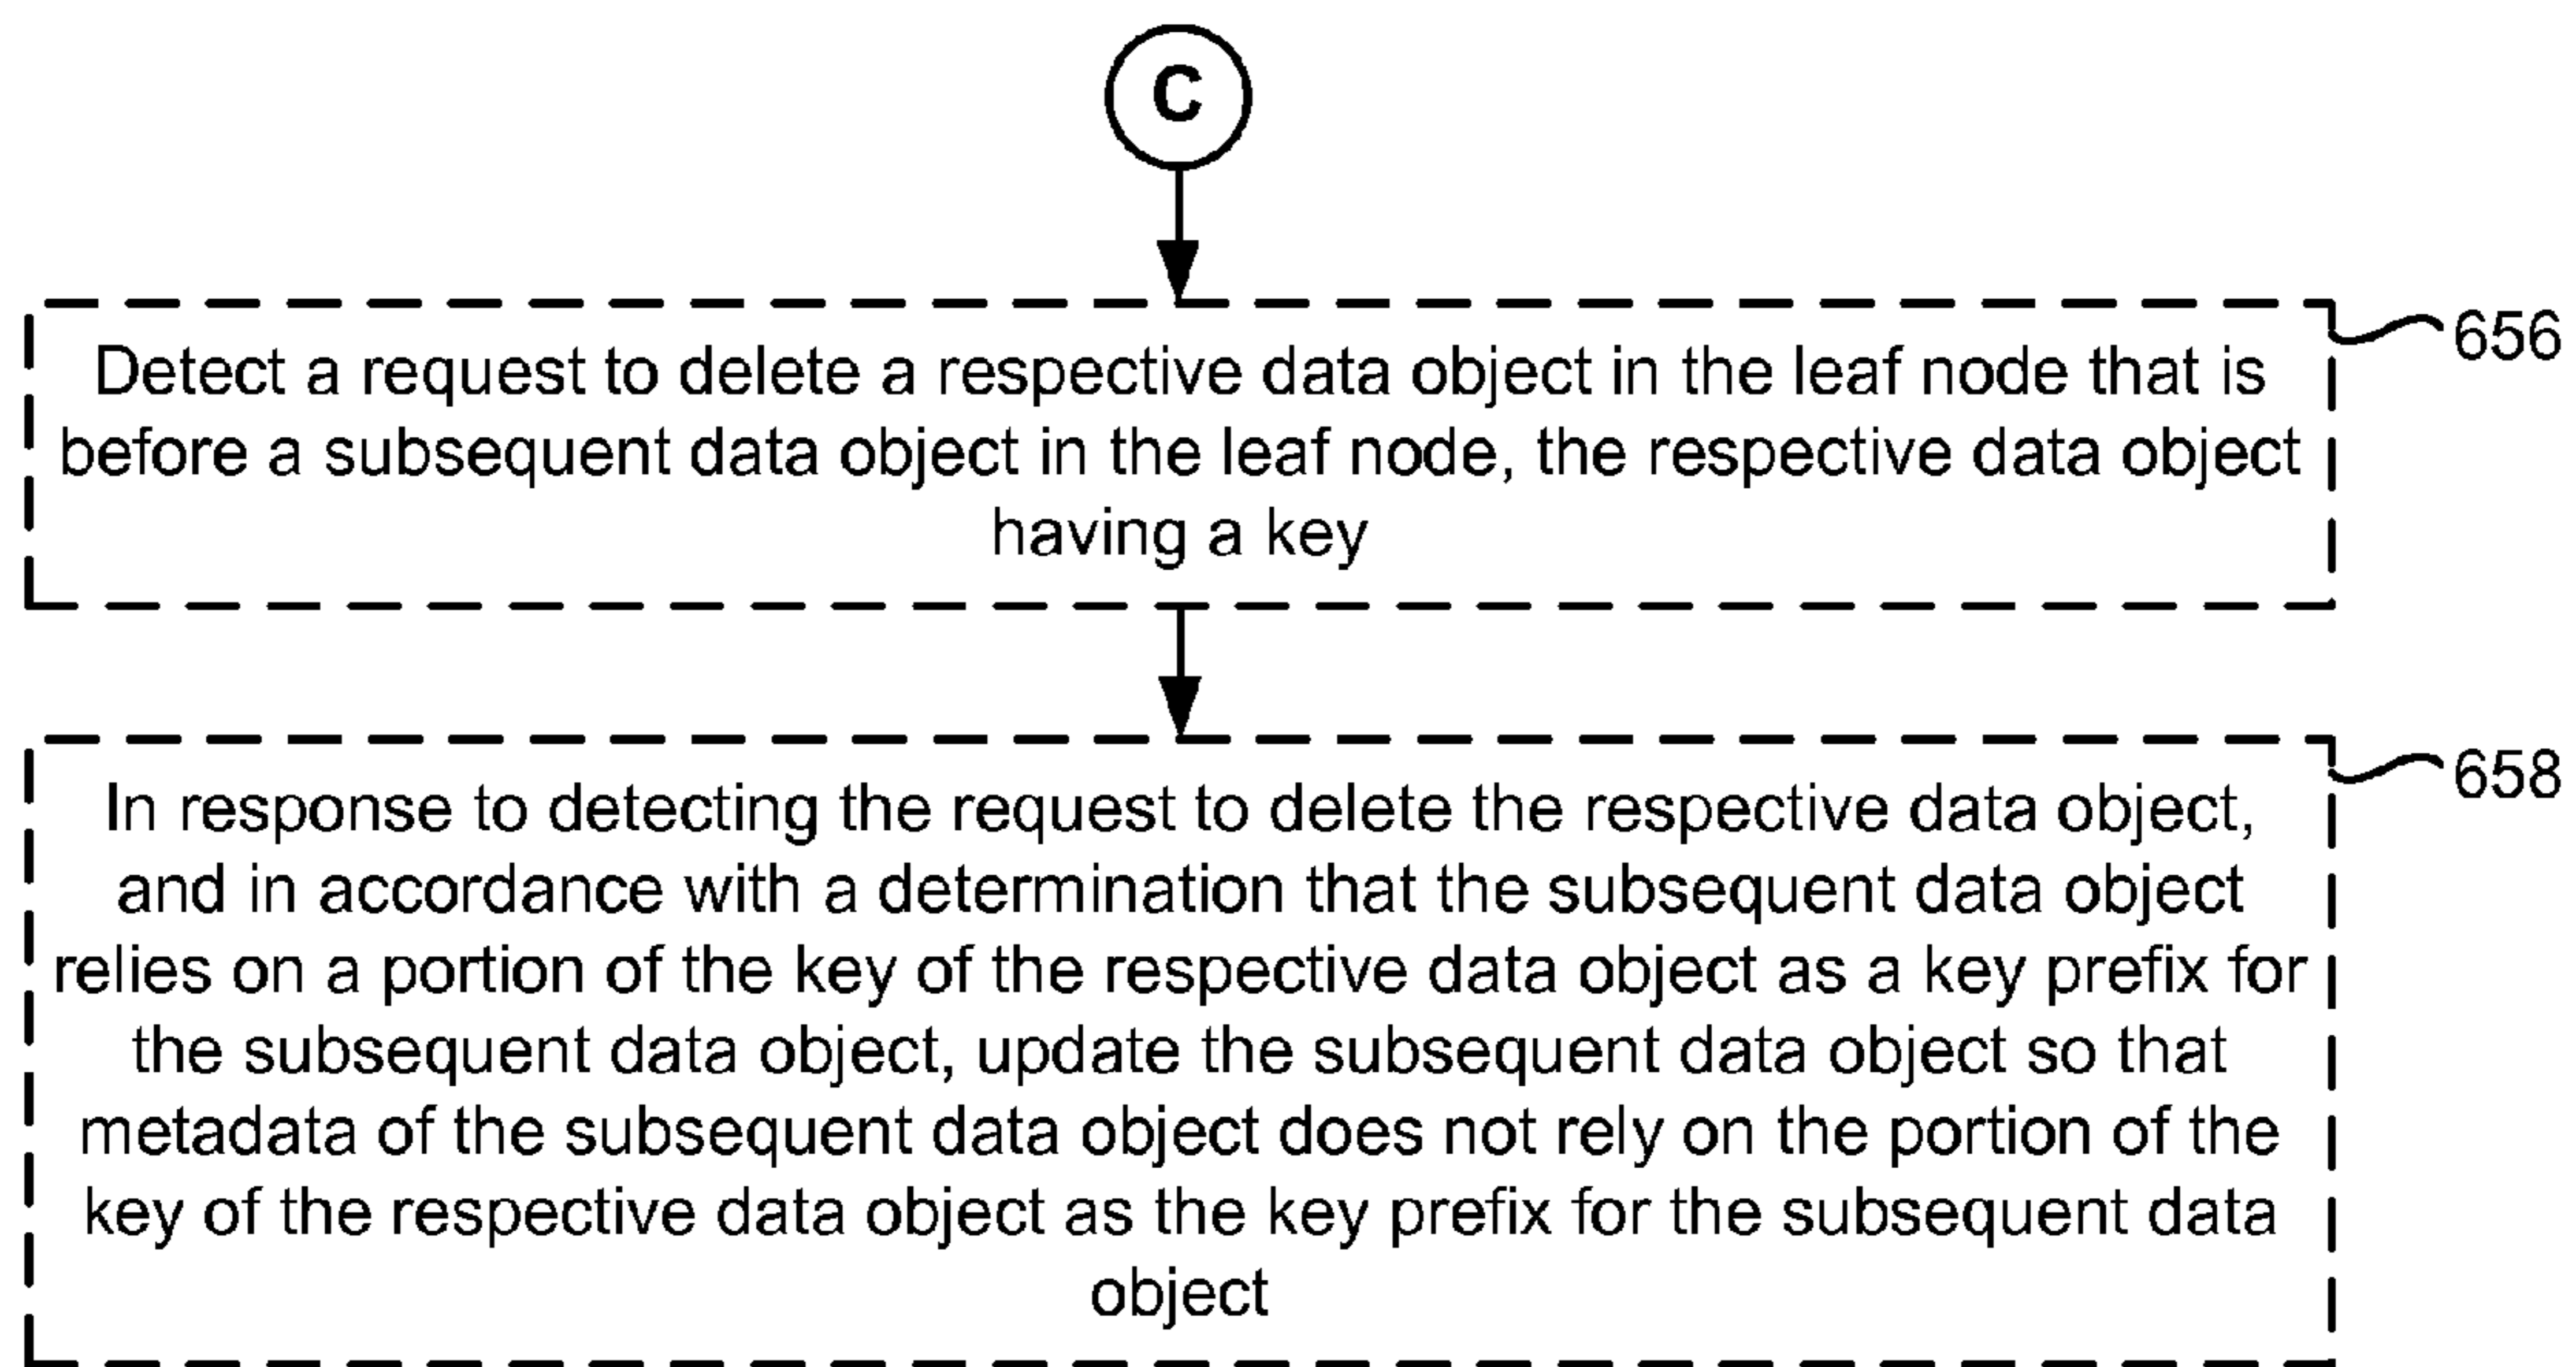 C
656
Detect a request to delete a respective data object in the leaf node that is
before a subsequent data object in the leaf node, the respective data object
having a key
658
In response to detecting the request to delete the respective data object,
and in accordance with a determination that the subsequent data object
relies on a portion of the key of the respective data object as a key prefix for
the subsequent data object, update the subsequent data object so that
metadata of the subsequent data object does not rely on the portion of the
key of the respective data object as the key prefix for the subsequent data
object